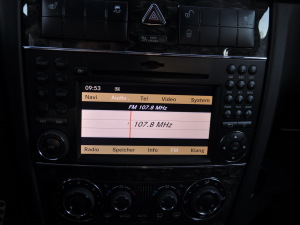 09:53
Navi Audio Tel Video System
FM 107.8 MHz
107.8 MHz
Radio Speicher Info FM Klang